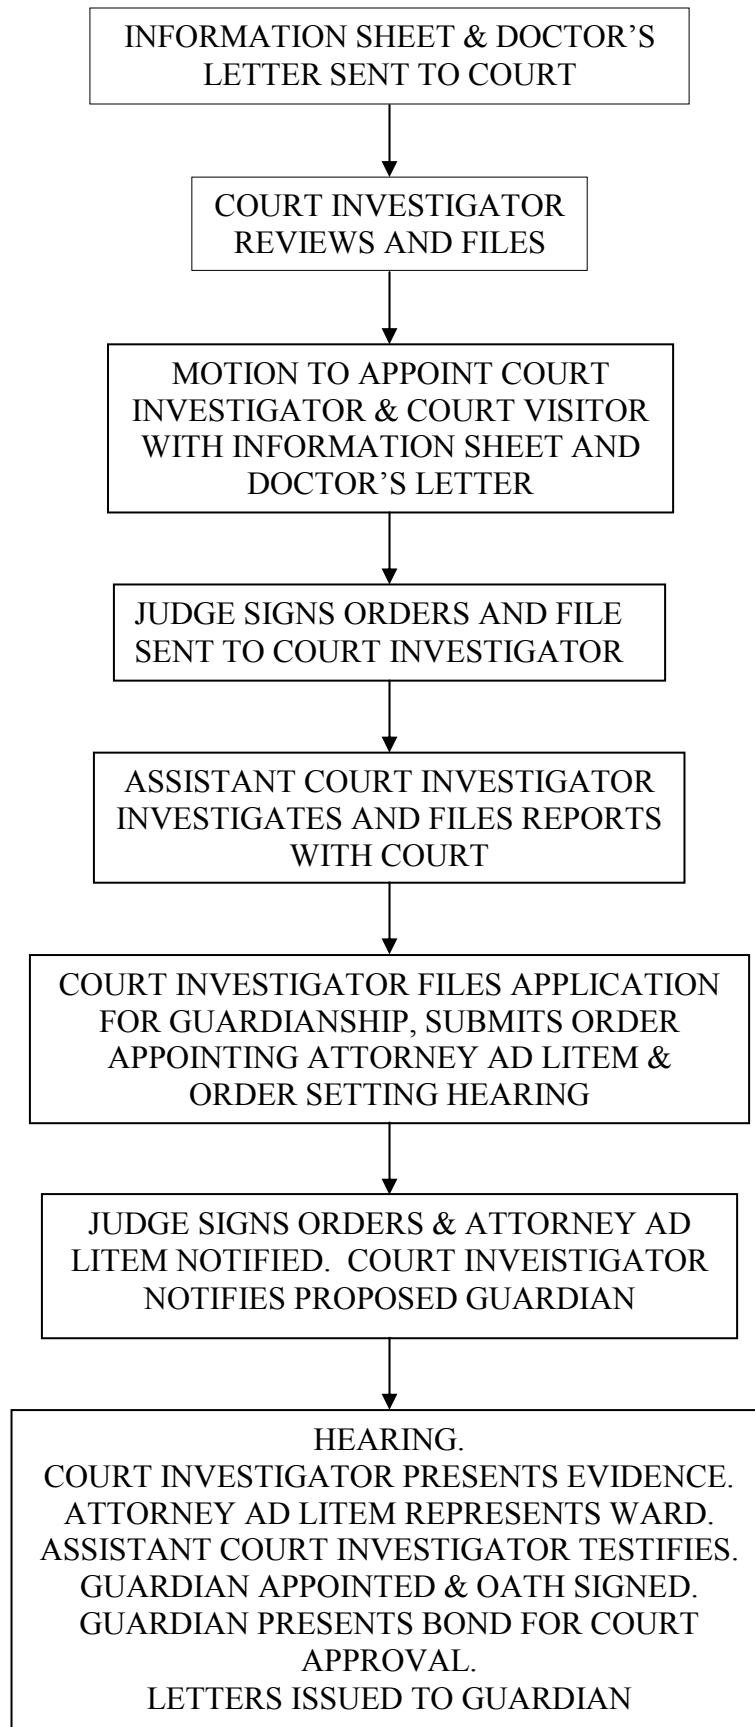 INFORMATION SHEET & DOCTOR’S
LETTER SENT TO COURT
COURT INVESTIGATOR
REVIEWS AND FILES
MOTION TO APPOINT COURT
INVESTIGATOR & COURT VISITOR
WITH INFORMATION SHEET AND
DOCTOR’S LETTER
JUDGE SIGNS ORDERS AND FILE
SENT TO COURT INVESTIGATOR
ASSISTANT COURT INVESTIGATOR
INVESTIGATES AND FILES REPORTS
WITH COURT
COURT INVESTIGATOR FILES APPLICATION
FOR GUARDIANSHIP, SUBMITS ORDER
APPOINTING ATTORNEY AD LITEM &
ORDER SETTING HEARING
JUDGE SIGNS ORDERS & ATTORNEY AD
LITEM NOTIFIED.  COURT INVEISTIGATOR
NOTIFIES PROPOSED GUARDIAN
HEARING.
COURT INVESTIGATOR PRESENTS EVIDENCE.
ATTORNEY AD LITEM REPRESENTS WARD.
ASSISTANT COURT INVESTIGATOR TESTIFIES.
GUARDIAN APPOINTED & OATH SIGNED.
GUARDIAN PRESENTS BOND FOR COURT
APPROVAL.
LETTERS ISSUED TO GUARDIAN